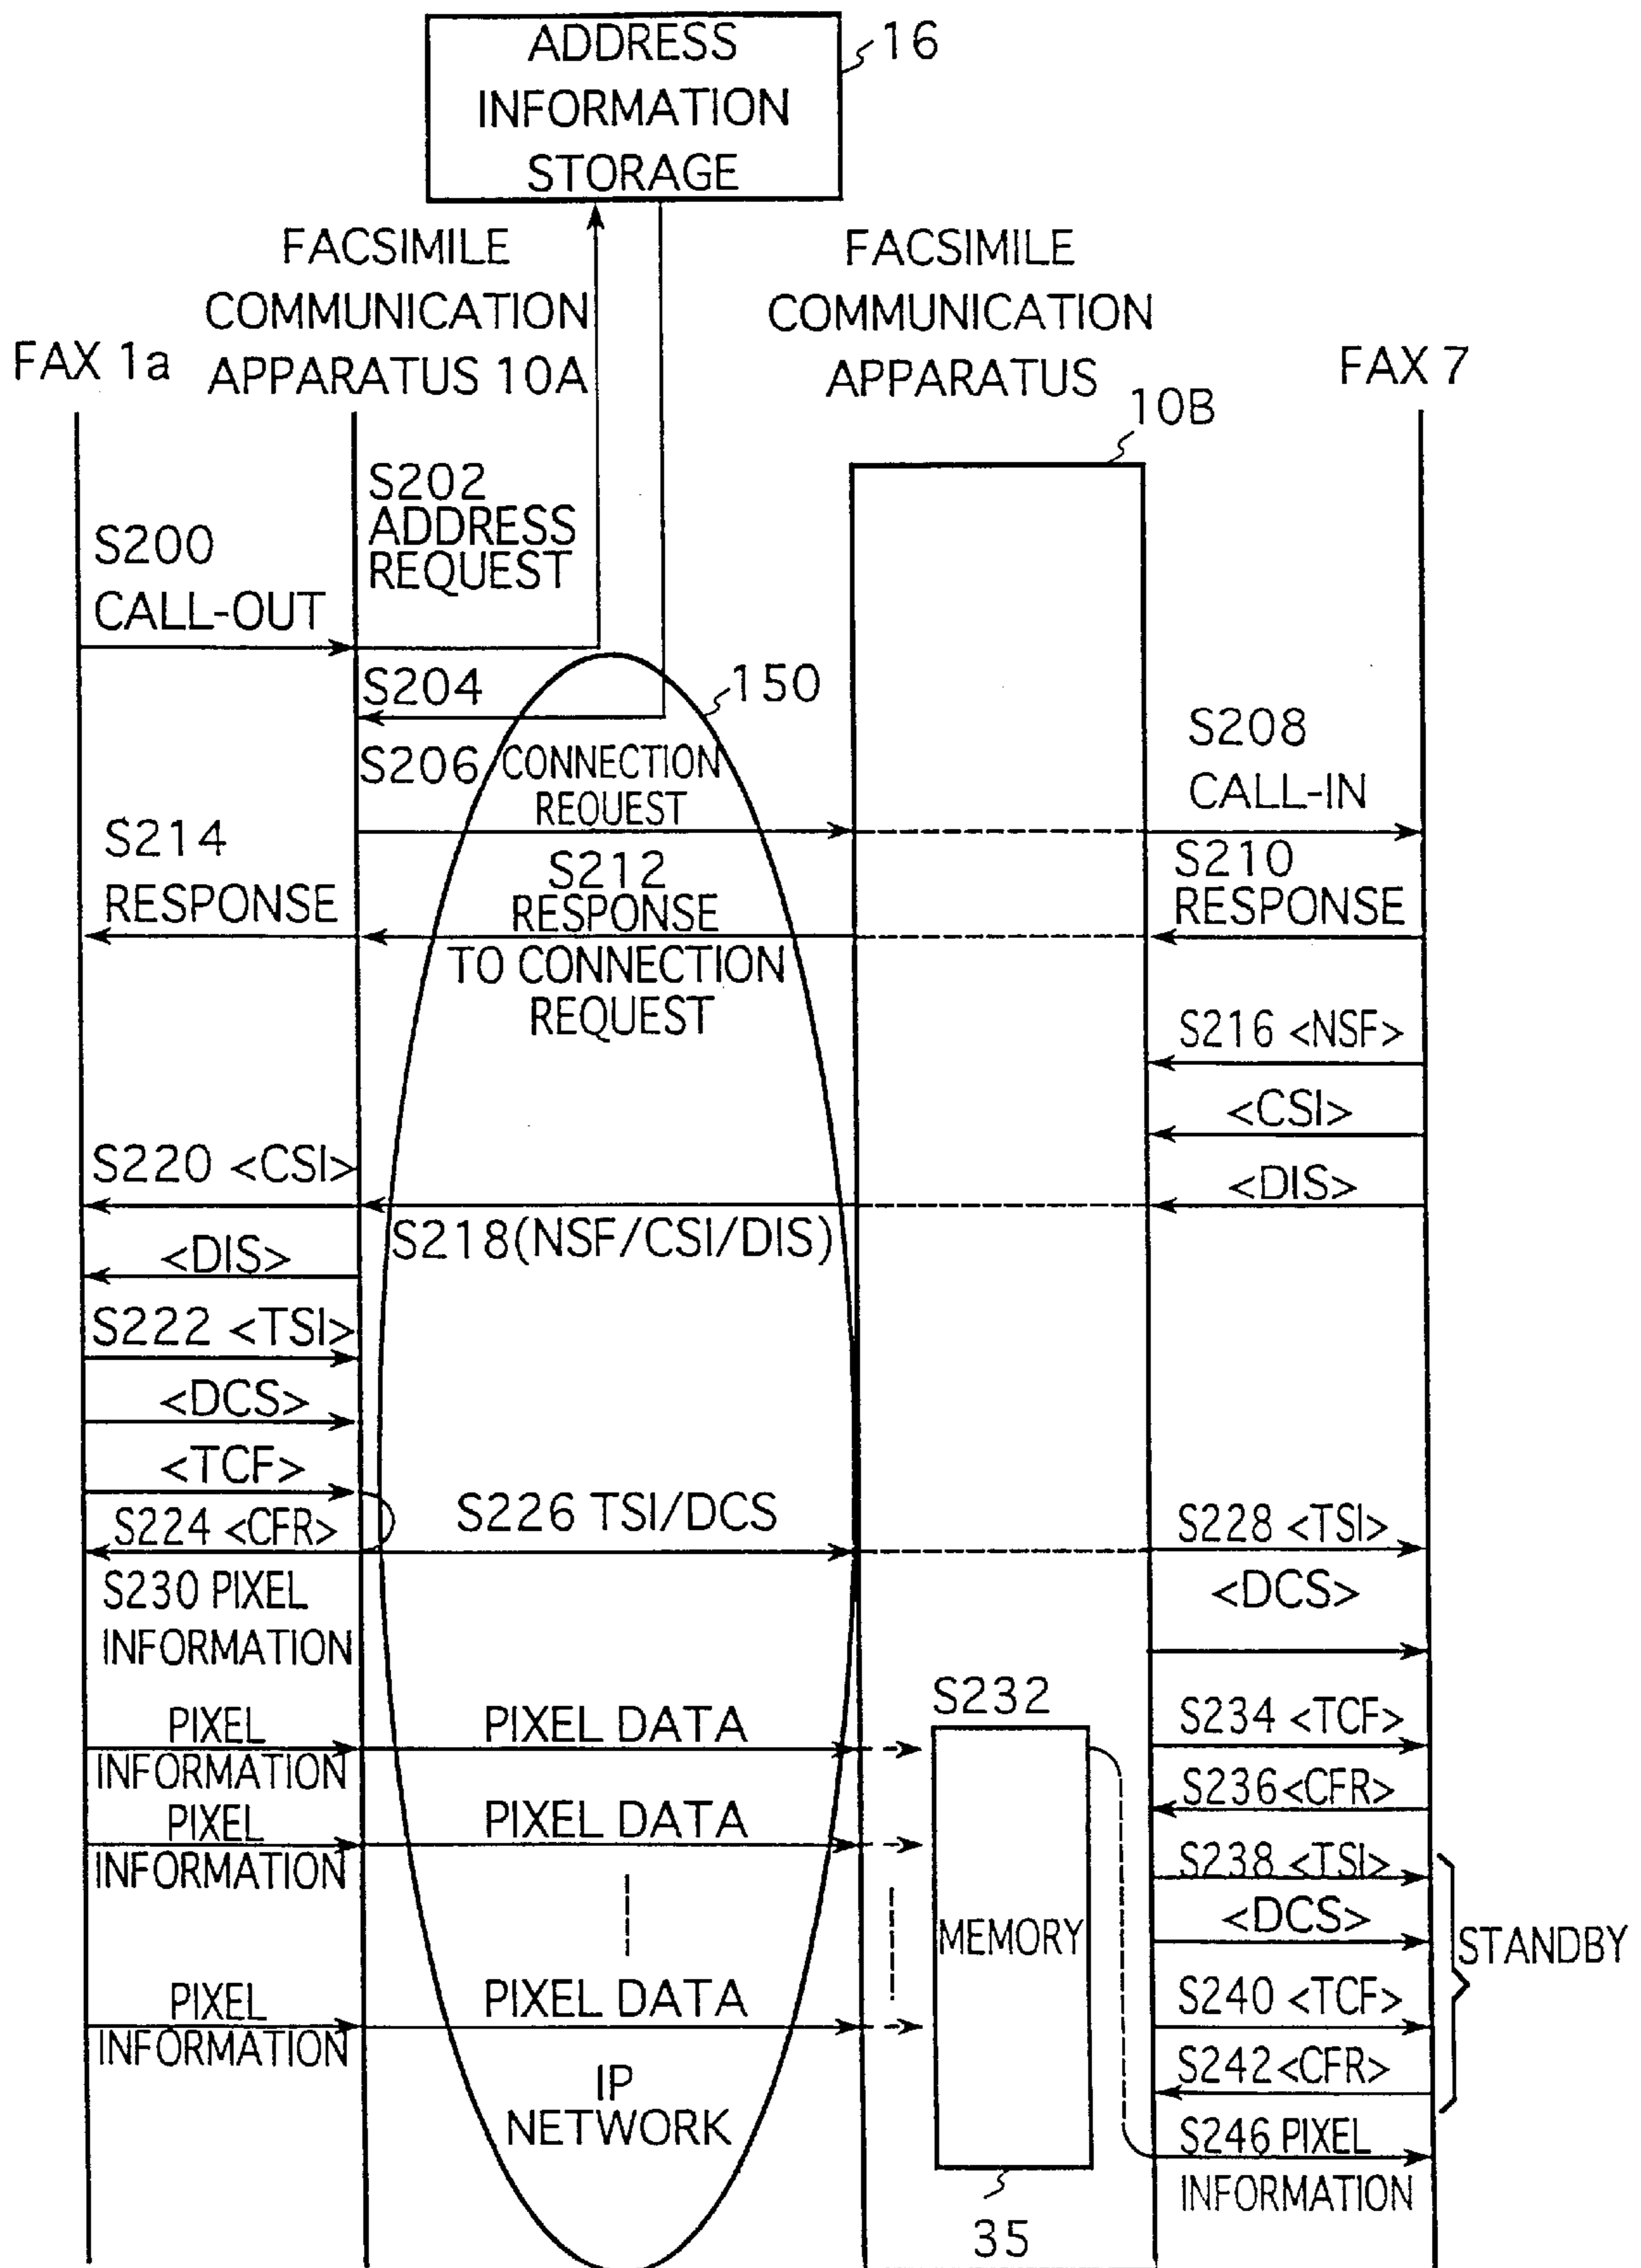 ADDRESS
INFORMATION
STORAGE
16
FACSIMILE
COMMUNICATION
APPARATUS 10A
FACSIMILE
COMMUNICATION
APPARATUS
FAX 1a
FAX 7
10B
S202
ADDRESS
REQUEST
S200
CALL-OUT
S204
150
S206 CONNECTION
REQUEST
S208
CALL-IN
S214
RESPONSE
S212
RESPONSE
TO CONNECTION
REQUEST
S210
RESPONSE
S216 <NSF>
<CSI>
<DIS>
S220 <CSI>
S218(NSF/CSI/DIS)
<DIS>
S222 <TSI>
<DCS>
<TCF>
S224 <CFR>
S226 TSI/DCS
S228 <TSI>
<DCS>
S230 PIXEL
INFORMATION
S232
PIXEL
INFORMATION
PIXEL DATA
S234 <TCF>
S236 <CFR>
PIXEL
INFORMATION
PIXEL DATA
S238 <TSI>
<DCS>
MEMORY
STANDBY
PIXEL
INFORMATION
PIXEL DATA
S240 <TCF>
S242 <CFR>
IP
NETWORK
S246 PIXEL
INFORMATION
35